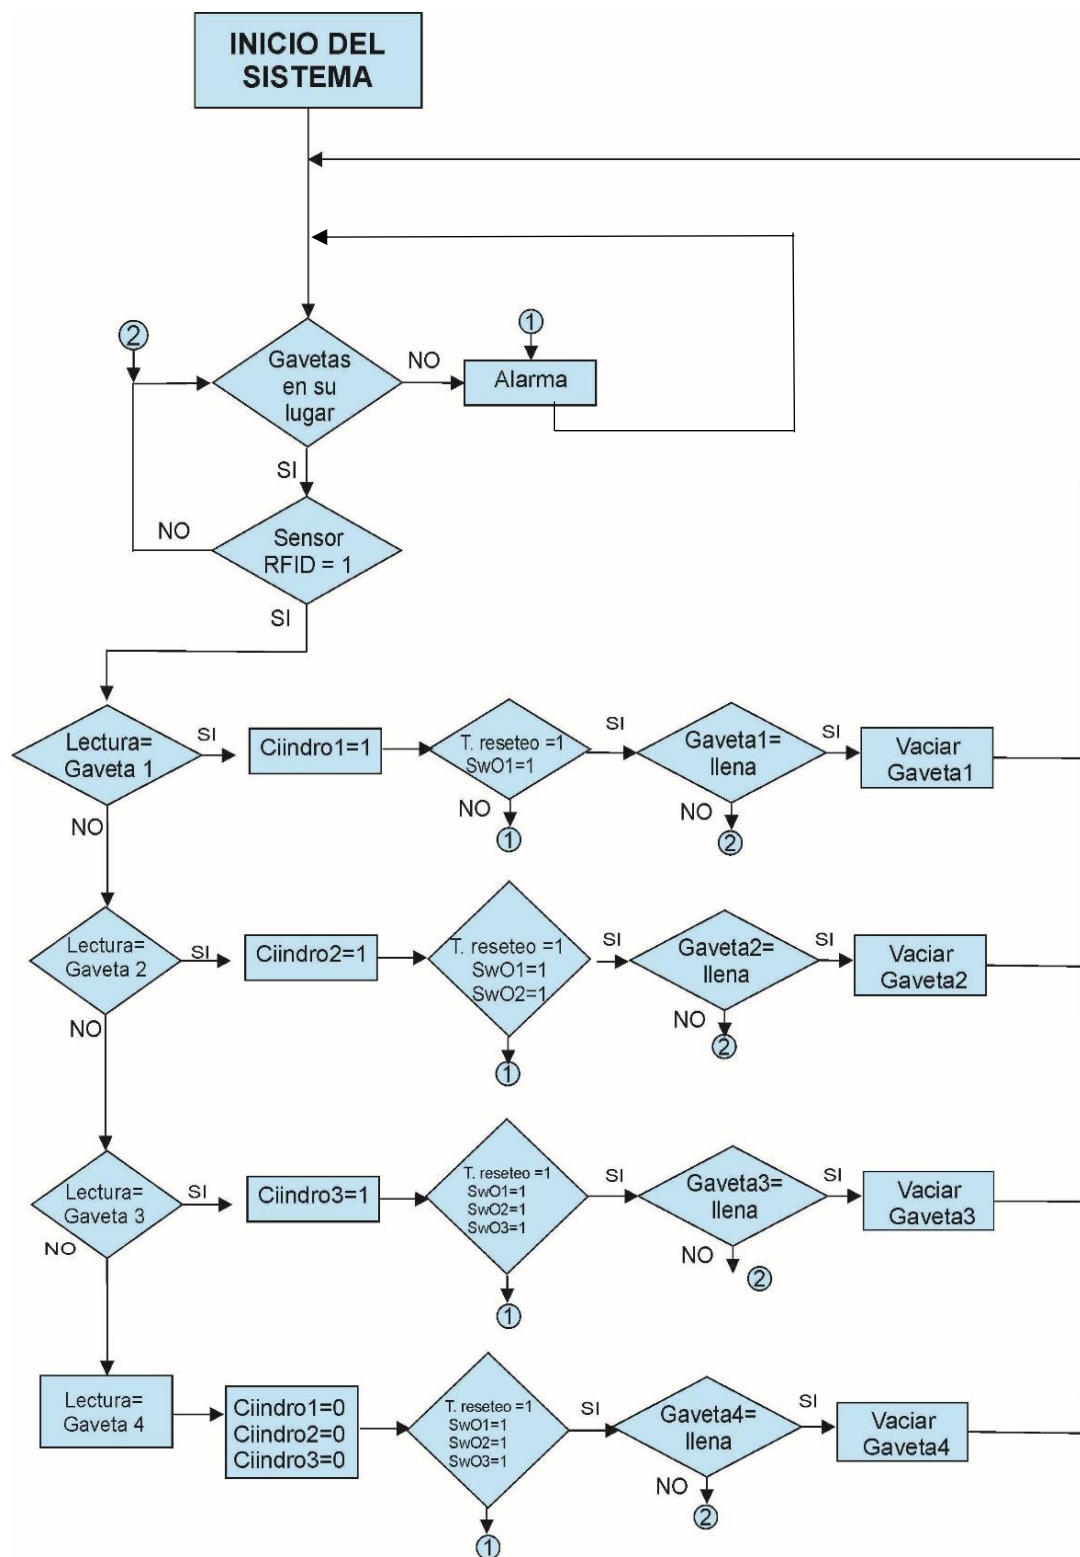 INICIO DEL
SISTEMA
2
1
Gavetas
en su
lugar
NO
Alarma
SI
NO
Sensor
RFID = 1
SI
Lectura=
Gaveta 1
SI
Ciindro1=1
T. reseteo =1
SwO1=1
SI
Gaveta1=
llena
SI
Vaciar
Gaveta1
NO
NO
1
NO
2
Lectura=
Gaveta 2
SI
Ciindro2=1
T. reseteo =1
SwO1=1
SwO2=1
SI
Gaveta2=
llena
SI
Vaciar
Gaveta2
NO
1
NO
2
Lectura=
Gaveta 3
SI
Ciindro3=1
T. reseteo =1
SwO1=1
SwO2=1
SwO3=1
SI
Gaveta3=
llena
SI
Vaciar
Gaveta3
NO
1
NO
2
Lectura=
Gaveta 4
Ciindro1=0
Ciindro2=0
Ciindro3=0
T. reseteo =1
SwO1=1
SwO2=1
SwO3=1
SI
Gaveta4=
llena
SI
Vaciar
Gaveta4
1
NO
2